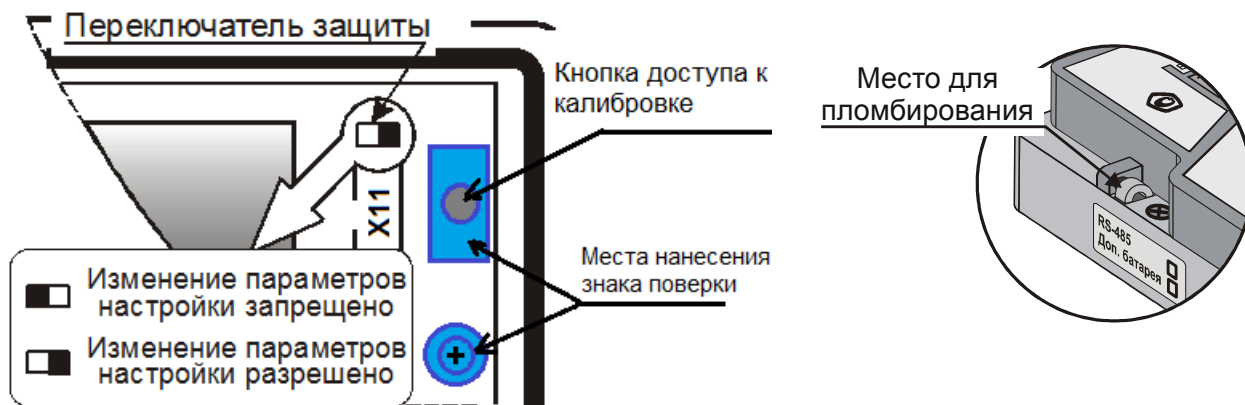 Переключатель защиты
Кнопка доступа к
калибровке
Место для
пломбирования
X11
RS-485
Доп. батарея
Места нанесения
знака поверки
Изменение параметров
настройки запрещено
Изменение параметров
настройки разрешено